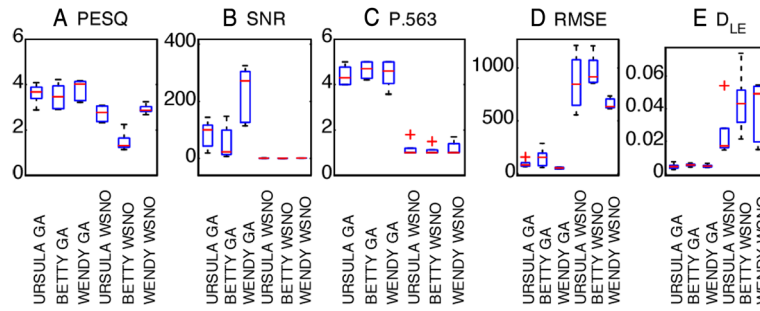 A PESQ
6
4
2
0
URSULA GA
BETTY GA
WENDY GA
URSULA WSNO
BETTY WSNO
WENDY WSNO
B SNR
400
200
0
URSULA GA
BETTY GA
WENDY GA
URSULA WSNO
BETTY WSNO
WENDY WSNO
C P.563
6
4
2
0
URSULA GA
BETTY GA
WENDY GA
URSULA WSNO
BETTY WSNO
WENDY WSNO
D RMSE
1000
500
0
URSULA GA
BETTY GA
WENDY GA
URSULA WSNO
BETTY WSNO
WENDY WSNO
E DLE
0.06
0.04
0.02
0
URSULA GA
BETTY GA
WENDY GA
URSULA WSNO
BETTY WSNO
WENDY WSNO